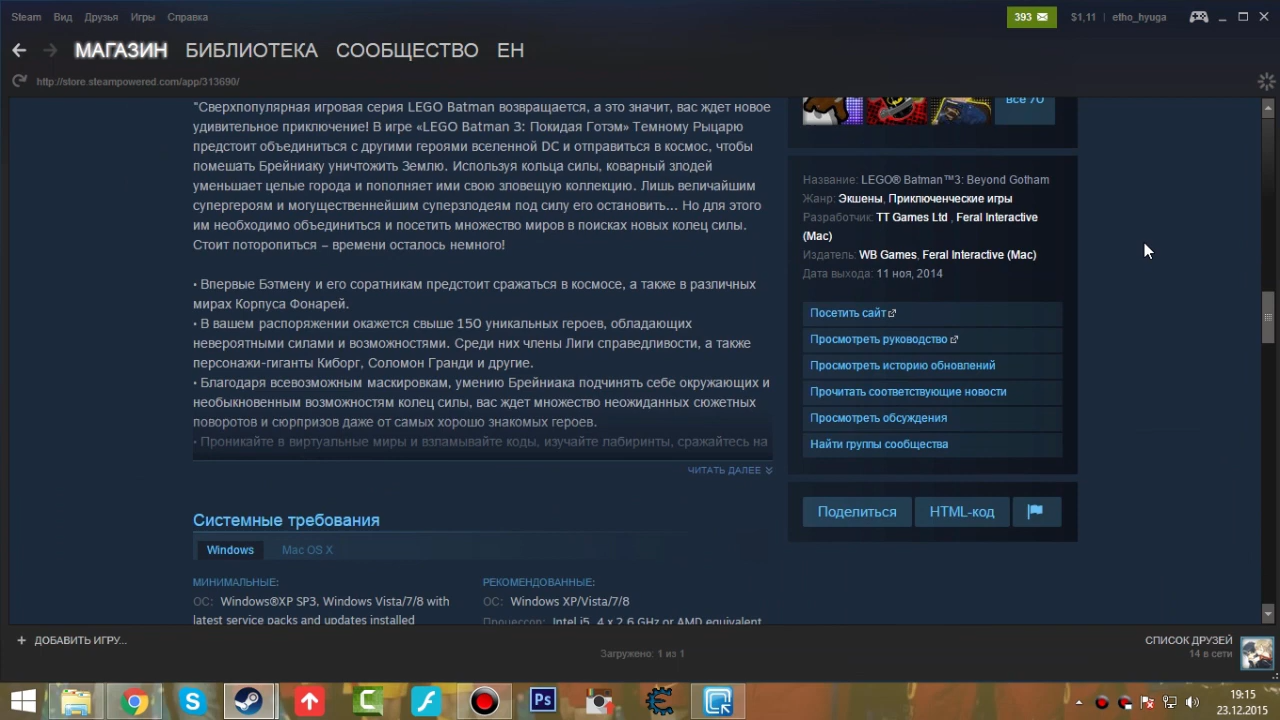 Steam Вид Друзья Игры Справка
393 $1,11 etho_hyuga
МАГАЗИН БИБЛИОТЕКА СООБЩЕСТВО EH
http://store.steampowered.com/app/313690/
"Сверхпопулярная игровая серия LEGO Batman возвращается, а это значит, вас ждет новое
удивительное приключение! В игре «LEGO Batman 3: Покидая Готэм» Темному Рыцарю
предстоит объединиться с другими героями вселенной DC и отправиться в космос, чтобы
помешать Брейниаку уничтожить Землю. Используя кольца силы, коварный злодей
уменьшает целые города и пополняет ими свою зловещую коллекцию. Лишь величайшим
супергероям и могущественнейшим суперзлодеям под силу его остановить... Но для этого
им необходимо объединиться и посетить множество миров в поисках новых колец силы.
Стоит поторопиться – времени осталось немного!
• Впервые Бэтмену и его соратникам предстоит сражаться в космосе, а также в различных
мирах Корпуса Фонарей.
• В вашем распоряжении окажется свыше 150 уникальных героев, обладающих
невероятными силами и возможностями. Среди них члены Лиги справедливости, а также
персонажи-гиганты Киборг, Соломон Гранди и другие.
• Благодаря всевозможным маскировкам, умению Брейниака подчинять себе окружающих и
необыкновенным возможностям колец силы, вас ждет множество неожиданных сюжетных
поворотов и сюрпризов даже от самых хорошо знакомых героев.
• Проникайте в виртуальные миры и взламывайте коды, изучайте лабиринты, сражайтесь на
ЧИТАТЬ ДАЛЕЕ
Системные требования
Windows Mac OS X
МИНИМАЛЬНЫЕ:
ОС: Windows®XP SP3, Windows Vista/7/8 with
latest service packs and updates installed
РЕКОМЕНДОВАННЫЕ:
ОС: Windows XP/Vista/7/8
Процессор: Intel i5, 4 x 2.6 GHz or AMD equivalent
все 70
Название: LEGO® Batman™3: Beyond Gotham
Жанр: Экшены, Приключенческие игры
Разработчик: TT Games Ltd , Feral Interactive
(Mac)
Издатель: WB Games, Feral Interactive (Mac)
Дата выхода: 11 ноя, 2014
Посетить сайт
Просмотреть руководство
Просмотреть историю обновлений
Прочитать соответствующие новости
Просмотреть обсуждения
Найти группы сообщества
Поделиться HTML-код
+ ДОБАВИТЬ ИГРУ...
Загружено: 1 из 1
СПИСОК ДРУЗЕЙ
14 в сети
Ps
19:15
23.12.2015